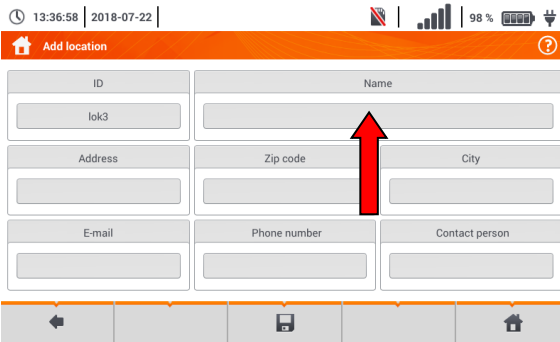 13:36:58 2018-07-22 98 %
Add location ?
ID Name
lok3
Address Zip code City
E-mail Phone number Contact person